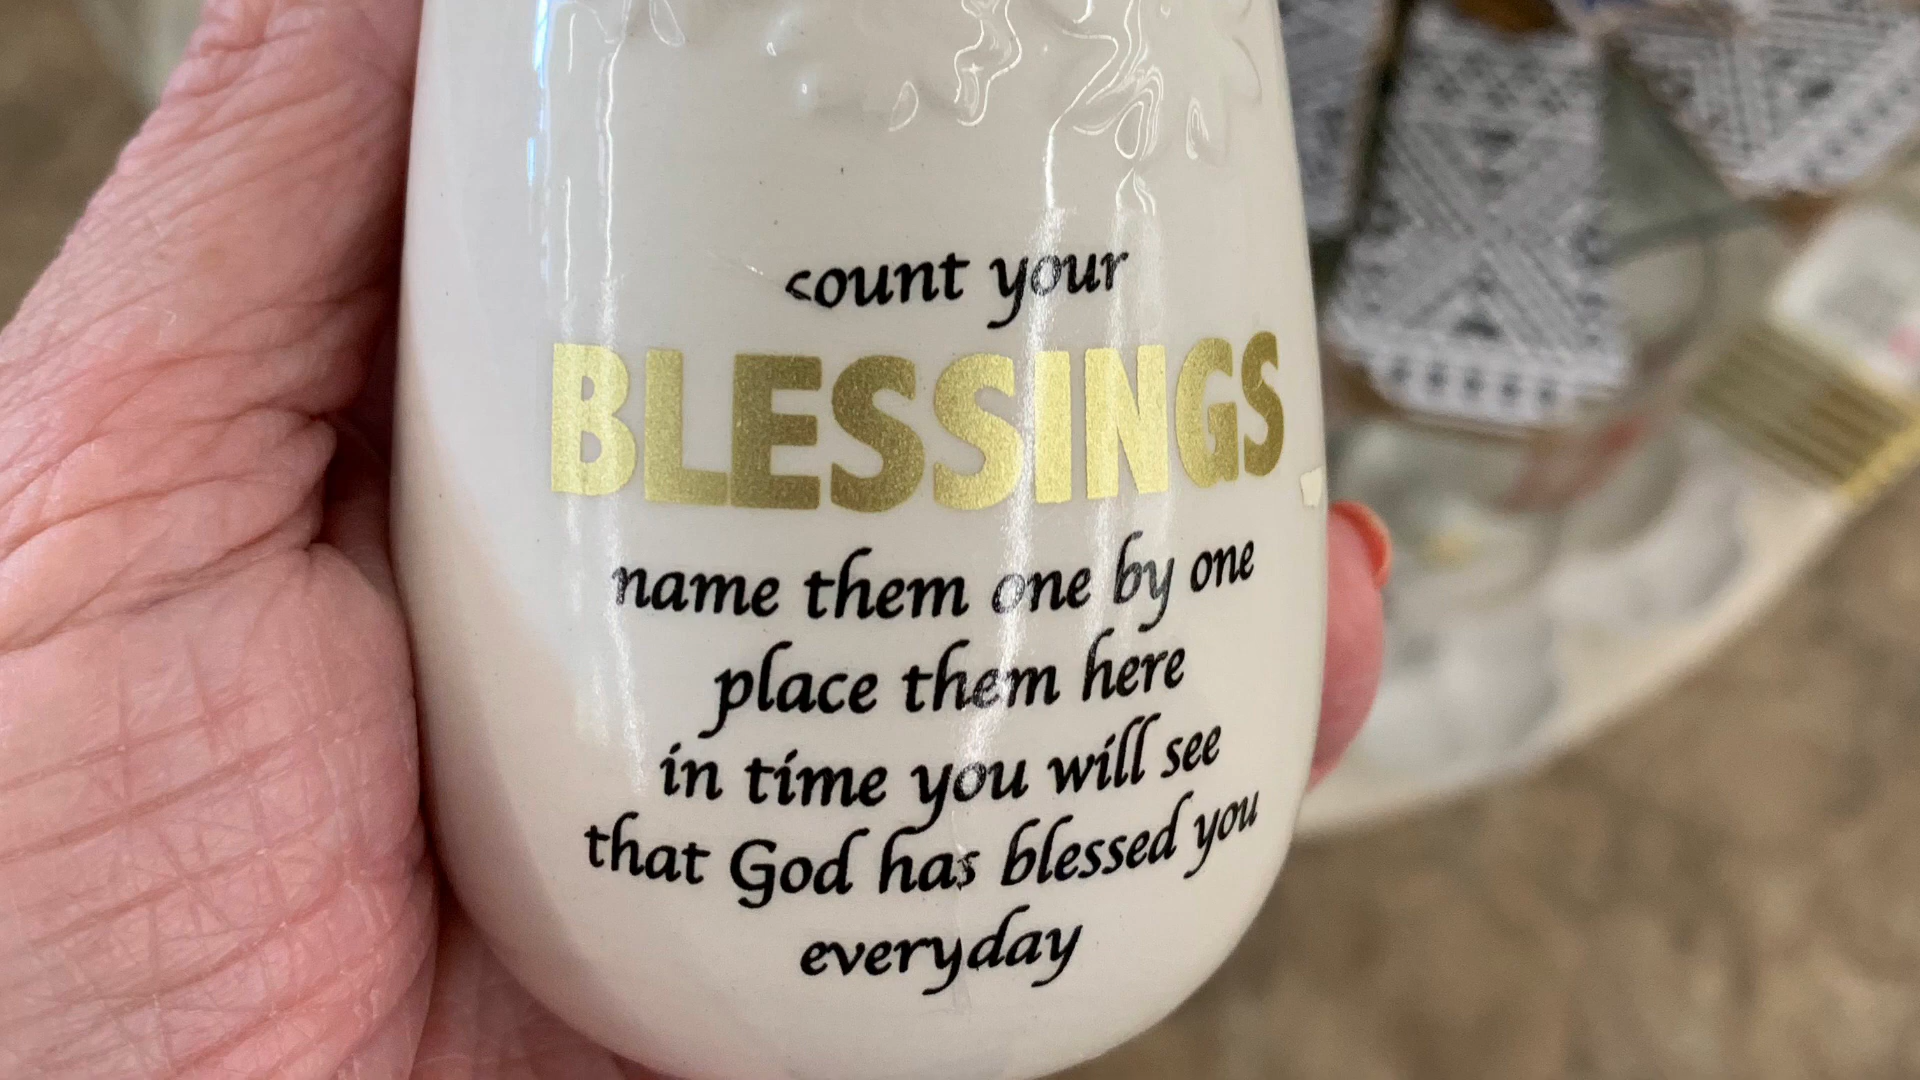 count your
BLESSINGS
name them one by one
place them here
in time you will see
that God has blessed you
everyday